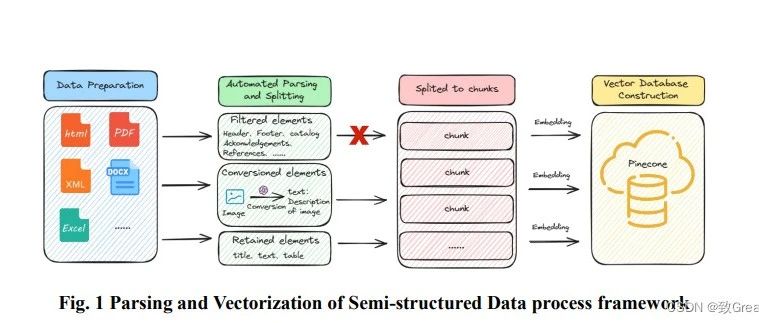 Data Preparation
Automated Parsing
and Splitting
Splited to chunks
Vector Database
Construction
html
PDF
XML
DOCX
Excel
......
Filtered elements
Header. Footer. catalog
Acknowledgements.
References. ......
Conversioned elements
Image
Conversion
text:
Description
of image
Retained elements
title. text. table
X
chunk
chunk
chunk
......
Embedding
Embedding
Embedding
Pinecone
Fig. 1 Parsing and Vectorization of Semi-structured Data process framework
CSDN @致Grea